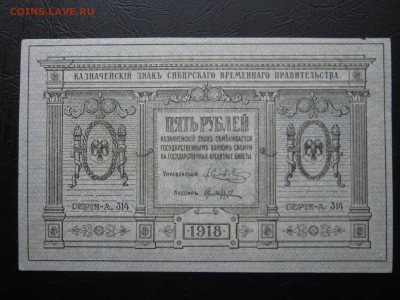 COINS.LAVE.RU
КАЗНАЧЕЙСКІЙ ЗНАКЪ СИБИРСКАГО ВРЕМЕННАГО ПРАВИТЕЛЬСТВА.
ПЯТЬ РУБЛЕЙ
КАЗНАЧЕЙСКІЙ ЗНАКЪ ОБМѢНИВАЕТСЯ
ГОСУДАРСТВЕННЫМЪ БАНКОМЪ СИБИРИ
НА ГОСУДАРСТВЕННЫЕ КРЕДИТНЫЕ БИЛЕТЫ.
УПРАВЛЯЮЩІЙ
КАССИРЪ
СЕРІЯ-А. 314
СЕРІЯ-А. 314
1918